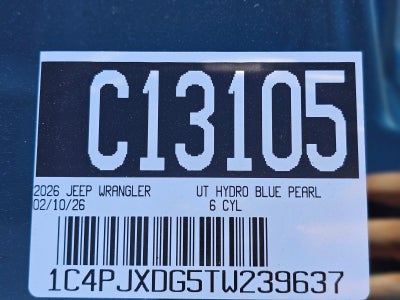 C13105
2026 JEEP WRANGLER UT HYDRO BLUE PEARL
02/10/26 6 CYL
1C4PJXDG5TW239637